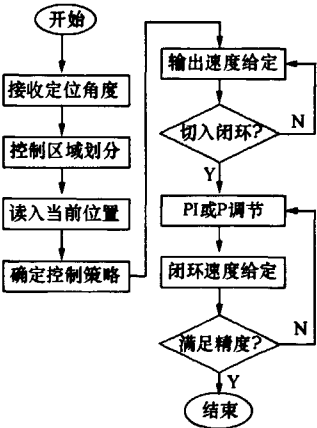 开始
接收定位角度
控制区域划分
读入当前位置
确定控制策略
输出速度给定
切入闭环?
N
Y
PI或P调节
闭环速度给定
满足精度?
N
Y
结束